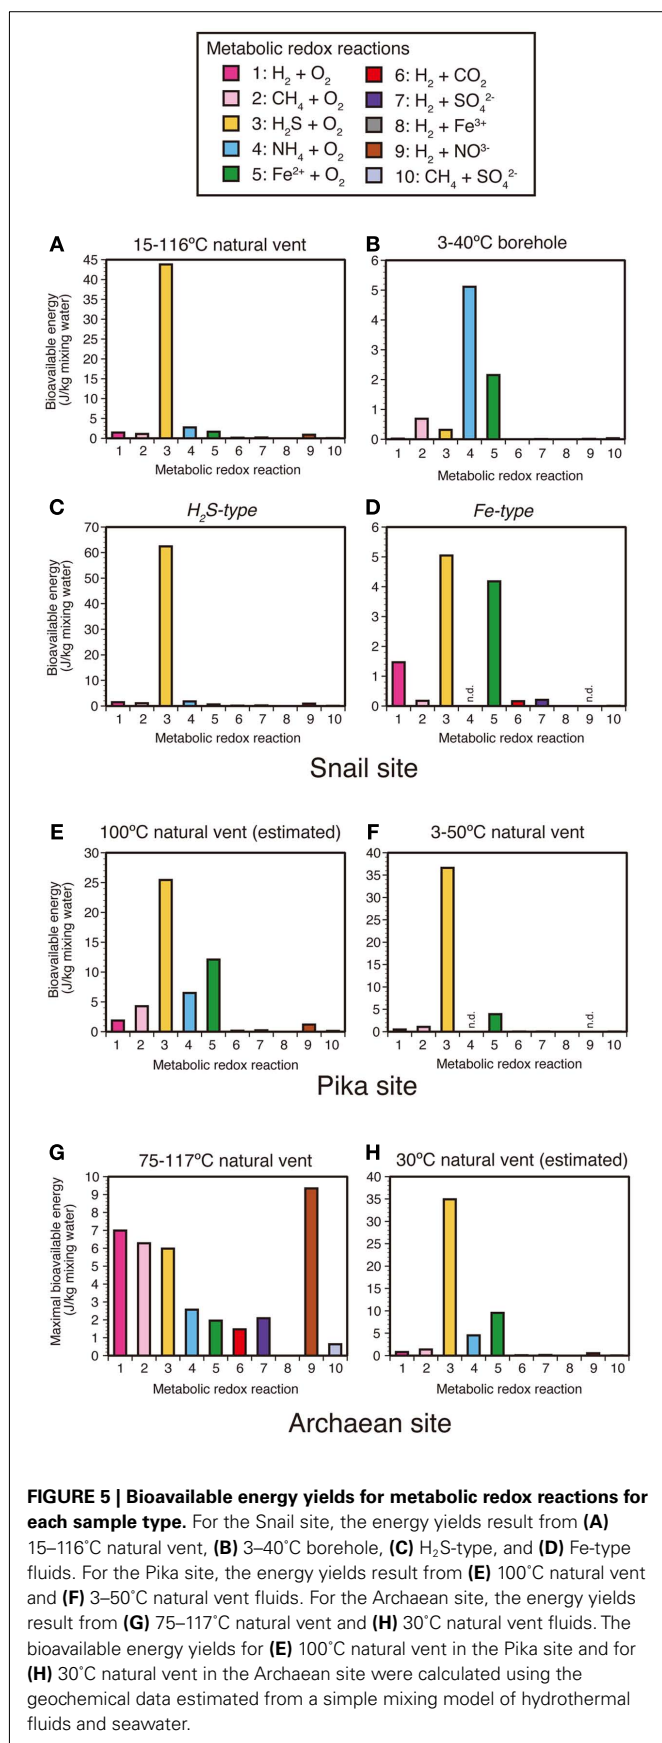 Metabolic redox reactions
1: H₂ + O₂
2: CH₄ + O₂
3: H₂S + O₂
4: NH₄ + O₂
5: Fe²⁺ + O₂
6: H₂ + CO₂
7: H₂ + SO₄²⁻
8: H₂ + Fe³⁺
9: H₂ + NO³⁻
10: CH₄ + SO₄²⁻
A
15-116ºC natural vent
Bioavailable energy
(J/kg mixing water)
45
40
35
30
25
20
15
10
5
0
1 2 3 4 5 6 7 8 9 10
Metabolic redox reaction
B
3-40ºC borehole
6
5
4
3
2
1
0
1 2 3 4 5 6 7 8 9 10
Metabolic redox reaction
C
H₂S-type
Bioavailable energy
(J/kg mixing water)
70
60
50
40
30
20
10
0
1 2 3 4 5 6 7 8 9 10
Metabolic redox reaction
D
Fe-type
6
5
4
3
2
1
0
n.d.
n.d.
1 2 3 4 5 6 7 8 9 10
Metabolic redox reaction
Snail site
E
100ºC natural vent (estimated)
Bioavailable energy
(J/kg mixing water)
30
25
20
15
10
5
0
1 2 3 4 5 6 7 8 9 10
Metabolic redox reaction
F
3-50ºC natural vent
40
35
30
25
20
15
10
5
0
n.d.
n.d.
1 2 3 4 5 6 7 8 9 10
Metabolic redox reaction
Pika site
G
75-117ºC natural vent
Maximal bioavailable energy
(J/kg mixing water)
10
9
8
7
6
5
4
3
2
1
0
1 2 3 4 5 6 7 8 9 10
Metabolic redox reaction
H
30ºC natural vent (estimated)
40
35
30
25
20
15
10
5
0
1 2 3 4 5 6 7 8 9 10
Metabolic redox reaction
Archaean site
FIGURE 5 | Bioavailable energy yields for metabolic redox reactions for
each sample type. For the Snail site, the energy yields result from (A)
15–116˚C natural vent, (B) 3–40˚C borehole, (C) H₂S-type, and (D) Fe-type
fluids. For the Pika site, the energy yields result from (E) 100˚C natural vent
and (F) 3–50˚C natural vent fluids. For the Archaean site, the energy yields
result from (G) 75–117˚C natural vent and (H) 30˚C natural vent fluids. The
bioavailable energy yields for (E) 100˚C natural vent in the Pika site and for
(H) 30˚C natural vent in the Archaean site were calculated using the
geochemical data estimated from a simple mixing model of hydrothermal
fluids and seawater.